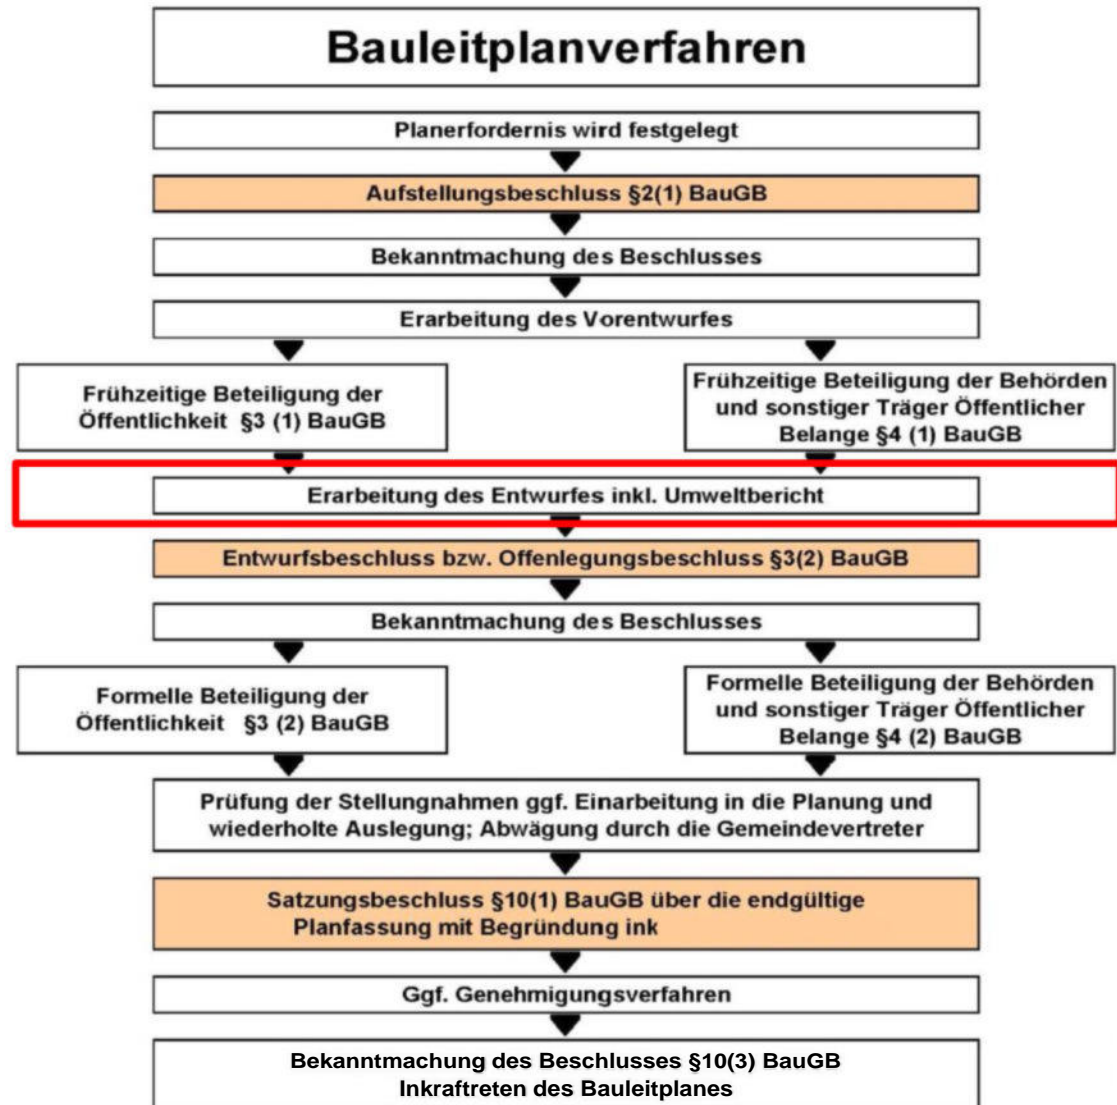 Bauleitplanverfahren
Planerfordernis wird festgelegt
Aufstellungsbeschluss §2(1) BauGB
Bekanntmachung des Beschlusses
Erarbeitung des Vorentwurfes
Frühzeitige Beteiligung der
Öffentlichkeit §3 (1) BauGB
Frühzeitige Beteiligung der Behörden
und sonstiger Träger Öffentlicher
Belange §4 (1) BauGB
Erarbeitung des Entwurfes inkl. Umweltbericht
Entwurfsbeschluss bzw. Offenlegungsbeschluss §3(2) BauGB
Bekanntmachung des Beschlusses
Formelle Beteiligung der
Öffentlichkeit §3 (2) BauGB
Formelle Beteiligung der Behörden
und sonstiger Träger Öffentlicher
Belange §4 (2) BauGB
Prüfung der Stellungnahmen ggf. Einarbeitung in die Planung und
wiederholte Auslegung; Abwägung durch die Gemeindevertreter
Satzungsbeschluss §10(1) BauGB über die endgültige
Planfassung mit Begründung ink
Ggf. Genehmigungsverfahren
Bekanntmachung des Beschlusses §10(3) BauGB
Inkraftreten des Bauleitplanes